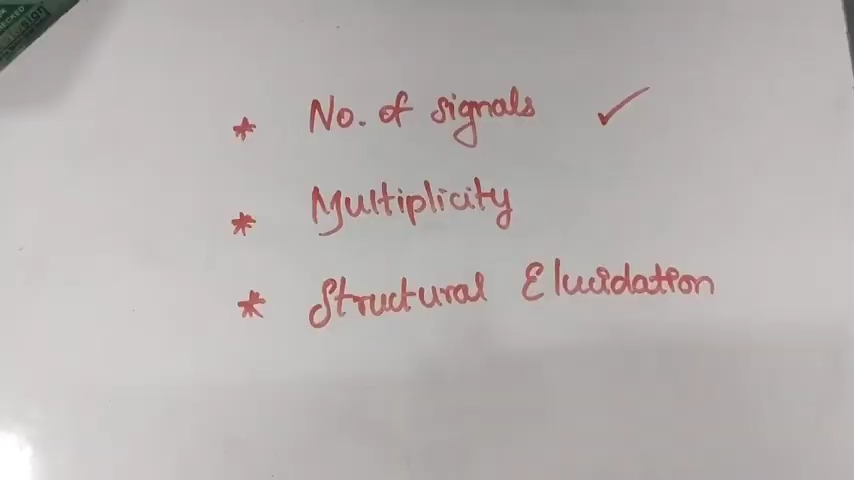 * No. of signals ✓
* Multiplicity
* Structural Elucidation